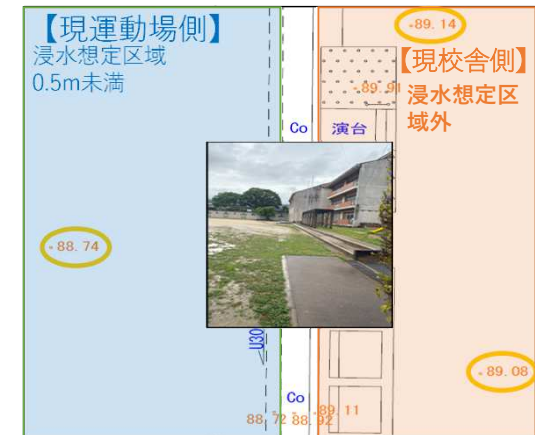 【現運動場側】
浸水想定区域
0.5m未満
89.14
【現校舎側】
89.91
浸水想定区
域外
Co
演台
88.74
U30
89.08
Co
89.11
88.72
88.92